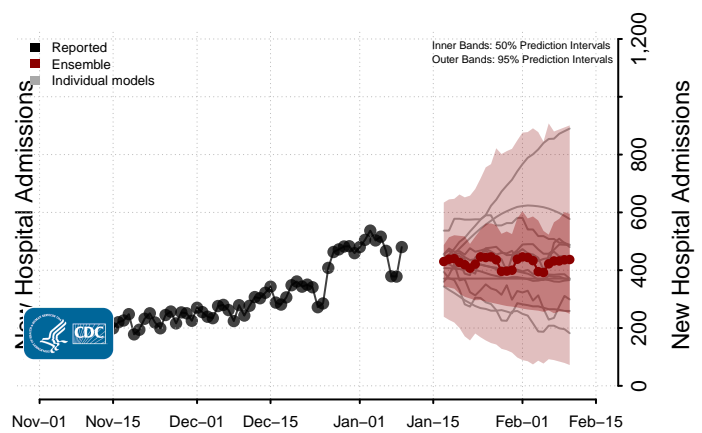 Reported
Ensemble
Individual models
Inner Bands: 50% Prediction Intervals
Outer Bands: 95% Prediction Intervals
New Hospital Admissions
CDC
New Hospital Admissions
1,200
800
600
400
200
0
Nov–01
Nov–15
Dec–01
Dec–15
Jan–01
Jan–15
Feb–01
Feb–15